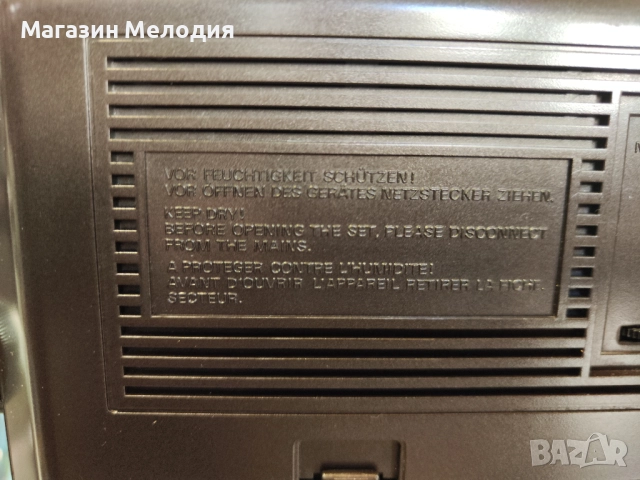 Магазин Мелодия
VOR FEUCHTIGKEIT SCHÜTZEN!
VOR ÖFFNEN DES GERÄTES NETZSTECKER ZIEHEN.
KEEP DRY!
BEFORE OPENING THE SET, PLEASE DISCONNECT
FROM THE MAINS.
A PROTEGER CONTRE L'HUMIDITE!
AVANT D'OUVRIR L'APPAREIL RETIRER LA FICHE
SECTEUR.
BAZAR